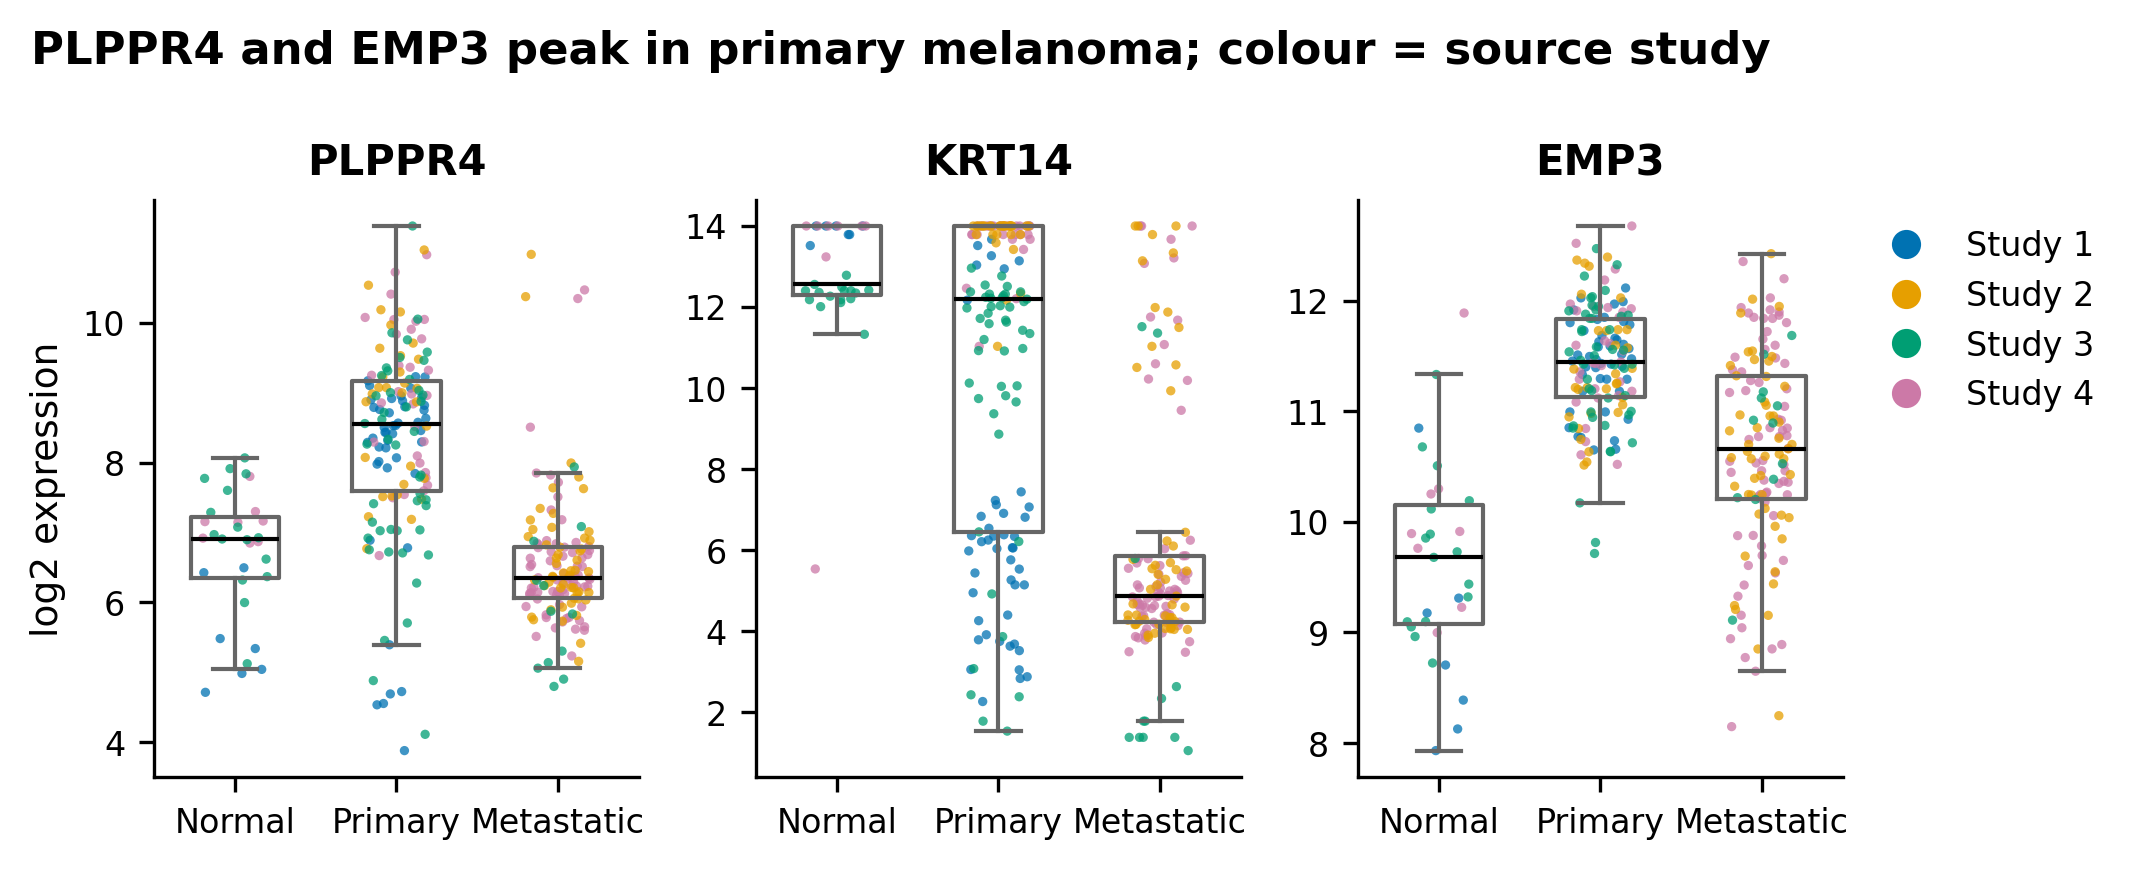 PLPPR4 and EMP3 peak in primary melanoma; colour = source study
PLPPR4
KRT14
EMP3
log2 expression
10
8
6
4
14
12
10
8
6
4
2
12
11
10
9
8
Normal
Primary
Metastatic
Normal
Primary
Metastatic
Normal
Primary
Metastatic
Study 1
Study 2
Study 3
Study 4